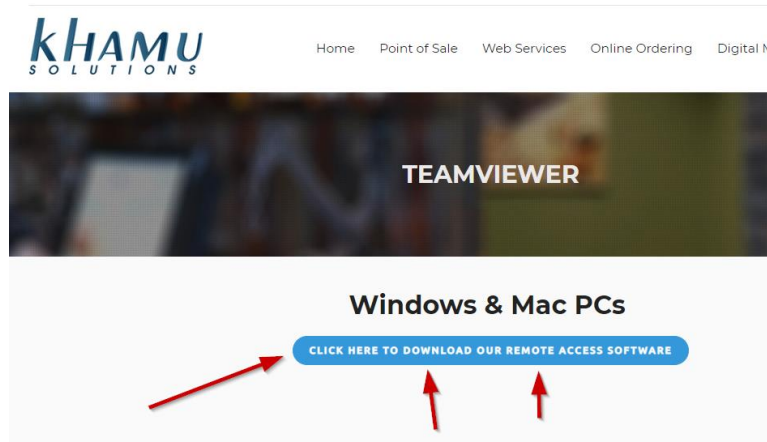 KHAMU
SOLUTIONS
Home Point of Sale Web Services Online Ordering Digital
TEAMVIEWER
Windows & Mac PCs
CLICK HERE TO DOWNLOAD OUR REMOTE ACCESS SOFTWARE